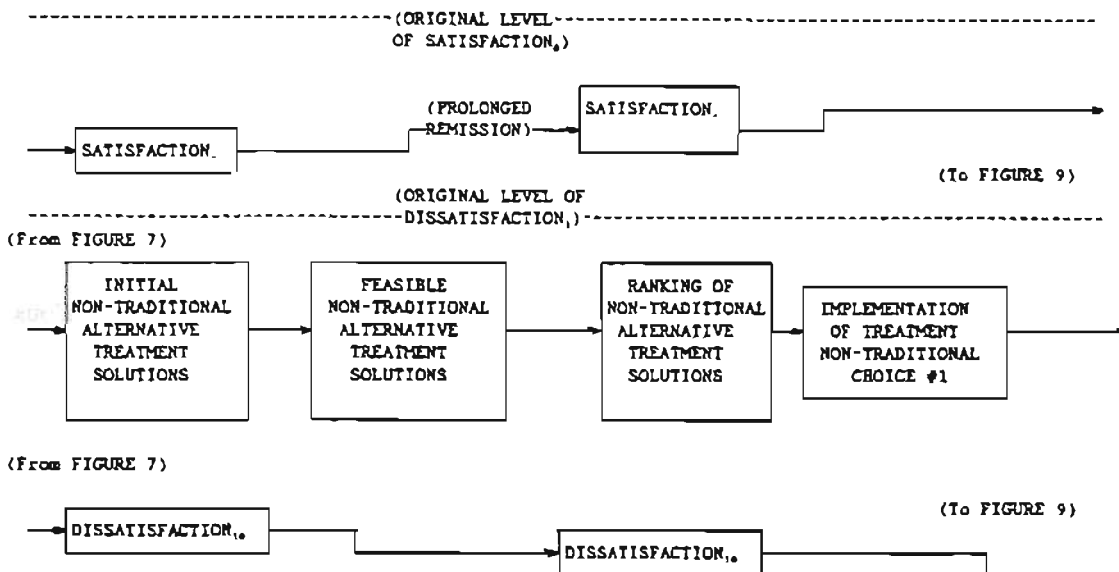 (ORIGINAL LEVEL
OF SATISFACTION
(PROLONGED
REMISSION)
SATISFACTION
SATISFACTION
(To FIGURE 9)
(ORIGINAL LEVEL OF
DISSATISFACTION
(From FIGURE 7)
INITIAL
NON-TRADITIONAL
ALTERNATIVE
TREATMENT
SOLUTIONS
FEASIBLE
NON-TRADITIONAL
ALTERNATIVE
TREATMENT
SOLUTIONS
RANKING OF
NON-TRADITIONAL
ALTERNATIVE
TREATMENT
SOLUTIONS
IMPLEMENTATION
OF TREATMENT
NON-TRADITIONAL
CHOICE #1
(From FIGURE 7)
(To FIGURE 9)
DISSATISFACTION
DISSATISFACTION